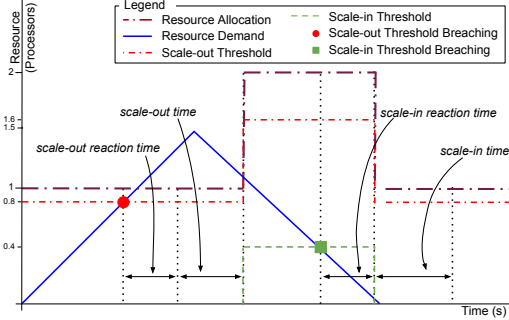 Legend
Resource Allocation
Resource Demand
Scale-out Threshold
Scale-in Threshold
Scale-out Threshold Breaching
Scale-in Threshold Breaching
Resource
(Processors)
2
1.6
1.5
1
0.8
0.4
scale-out time
scale-out reaction time
scale-in reaction time
scale-in time
Time (s)